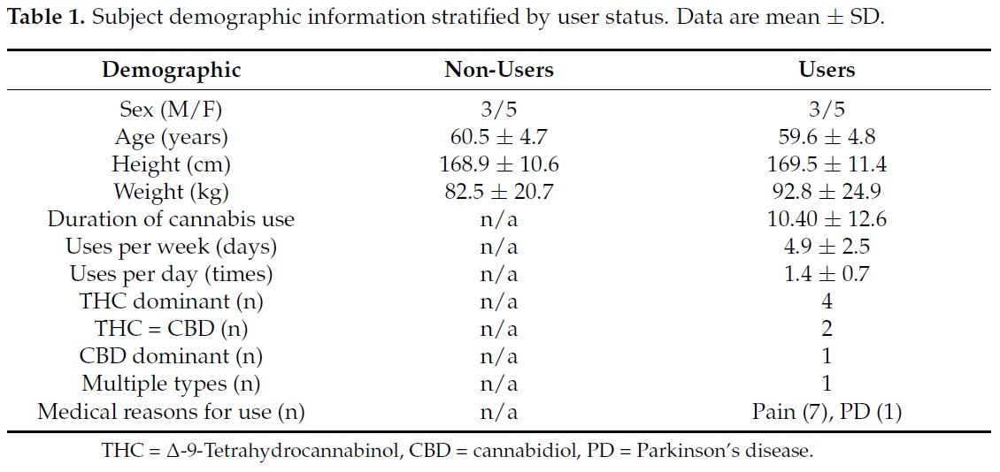 Table 1. Subject demographic information stratified by user status. Data are mean ± SD.
Demographic Non-Users Users
Sex (M/F) 3/5 3/5
Age (years) 60.5 ± 4.7 59.6 ± 4.8
Height (cm) 168.9 ± 10.6 169.5 ± 11.4
Weight (kg) 82.5 ± 20.7 92.8 ± 24.9
Duration of cannabis use n/a 10.40 ± 12.6
Uses per week (days) n/a 4.9 ± 2.5
Uses per day (times) n/a 1.4 ± 0.7
THC dominant (n) n/a 4
THC = CBD (n) n/a 2
CBD dominant (n) n/a 1
Multiple types (n) n/a 1
Medical reasons for use (n) n/a Pain (7), PD (1)
THC = Δ-9-Tetrahydrocannabinol, CBD = cannabidiol, PD = Parkinson's disease.